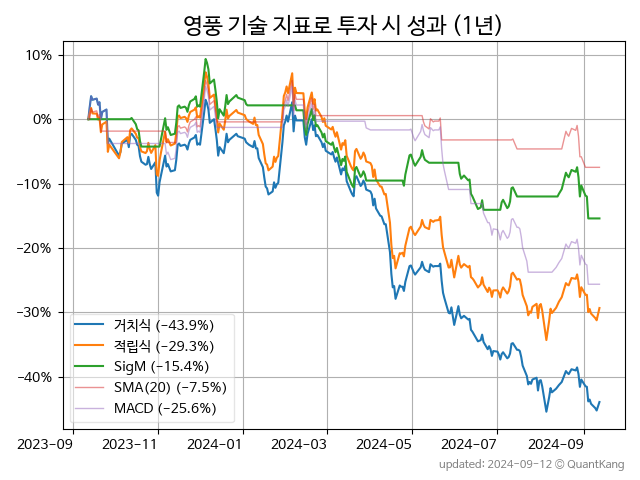 영풍 기술 지표로 투자 시 성과 (1년)
10%
0%
−10%
−20%
−30%
−40%
거치식 (−43.9%)
적립식 (−29.3%)
SigM (−15.4%)
SMA(20) (−7.5%)
MACD (−25.6%)
2023-09 2023-11 2024-01 2024-03 2024-05 2024-07 2024-09
updated: 2024-09-12 © QuantKang